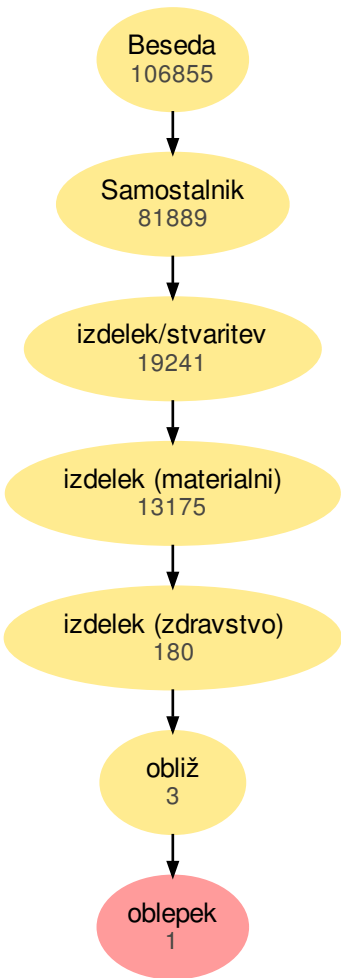 Beseda
106855
Samostalnik
81889
izdelek/stvaritev
19241
izdelek (materialni)
13175
izdelek (zdravstvo)
180
obliž
3
oblepek
1